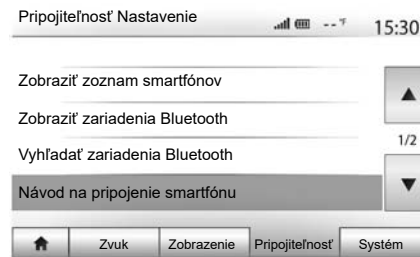 Pripojiteľnosť Nastavenie
--°F 15:30
Zobraziť zoznam smartfónov
Zobraziť zariadenia Bluetooth
1/2
Vyhľadať zariadenia Bluetooth
Návod na pripojenie smartfónu
Zvuk Zobrazenie Pripojiteľnosť Systém